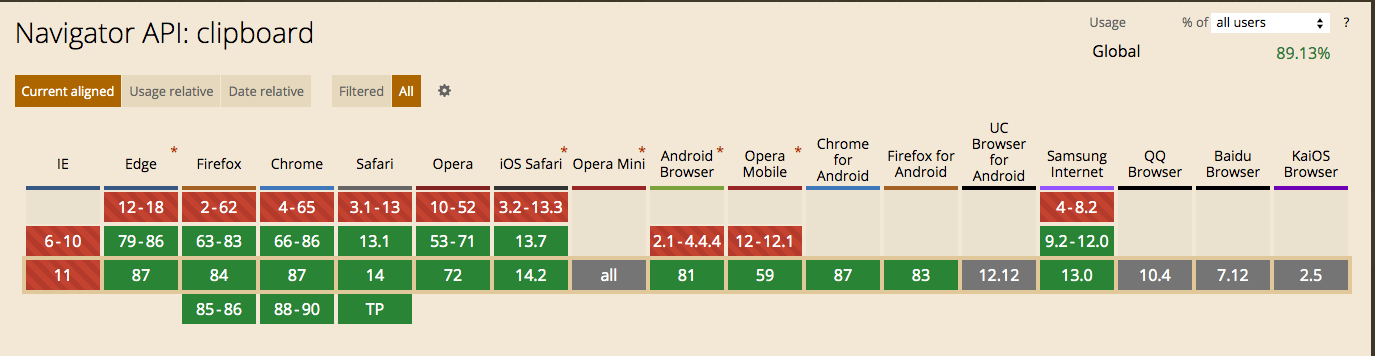 Navigator API: clipboard
Usage % of all users ?
Global 89.13%
Current aligned Usage relative Date relative Filtered All
IE Edge * Firefox Chrome Safari Opera iOS Safari * Opera Mini * Android Browser * Opera Mobile * Chrome for Android Firefox for Android UC Browser for Android Samsung Internet QQ Browser Baidu Browser KaiOS Browser
12-18 2-62 4-65 3.1-13 10-52 3.2-13.3 4-8.2
6-10 79-86 63-83 66-86 13.1 53-71 13.7 2.1-4.4.4 12-12.1 9.2-12.0
11 87 84 87 14 72 14.2 all 81 59 87 83 12.12 13.0 10.4 7.12 2.5
85-86 88-90 TP